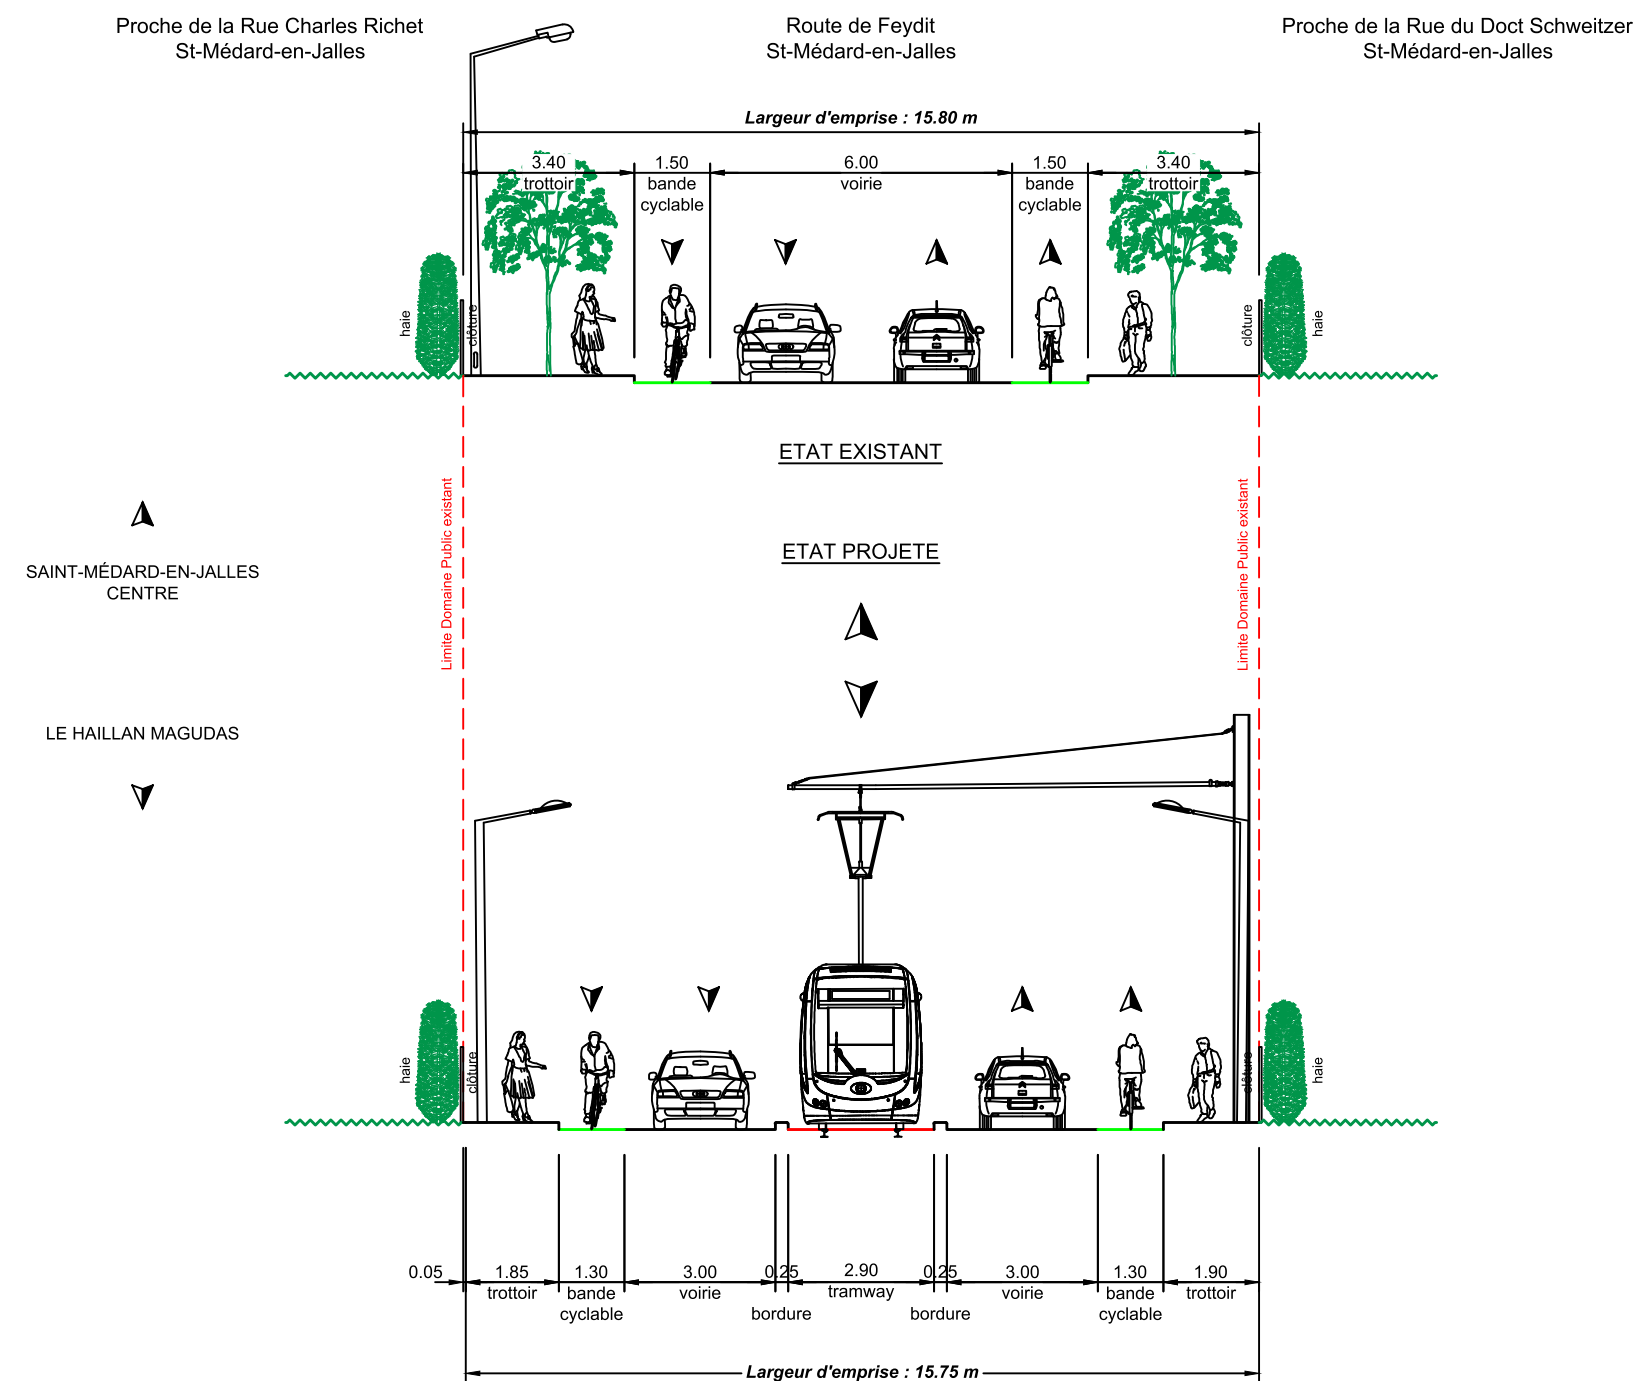 Proche de la Rue Charles Richet
St-Médard-en-Jalles
Route de Feydit
St-Médard-en-Jalles
Proche de la Rue du Doct Schweitzer
St-Médard-en-Jalles
Largeur d'emprise : 15.80 m
3.40
trottoir
1.50
bande
cyclable
6.00
voirie
1.50
bande
cyclable
3.40
trottoir
haie
clôture
clôture
haie
ETAT EXISTANT
Limite Domaine Public existant
Limite Domaine Public existant
ETAT PROJETE
SAINT-MÉDARD-EN-JALLES
CENTRE
LE HAILLAN MAGUDAS
haie
clôture
clôture
haie
0.05
1.85
trottoir
1.30
bande
cyclable
3.00
voirie
0.25
bordure
2.90
tramway
0.25
bordure
3.00
voirie
1.30
bande
cyclable
1.90
trottoir
Largeur d'emprise : 15.75 m